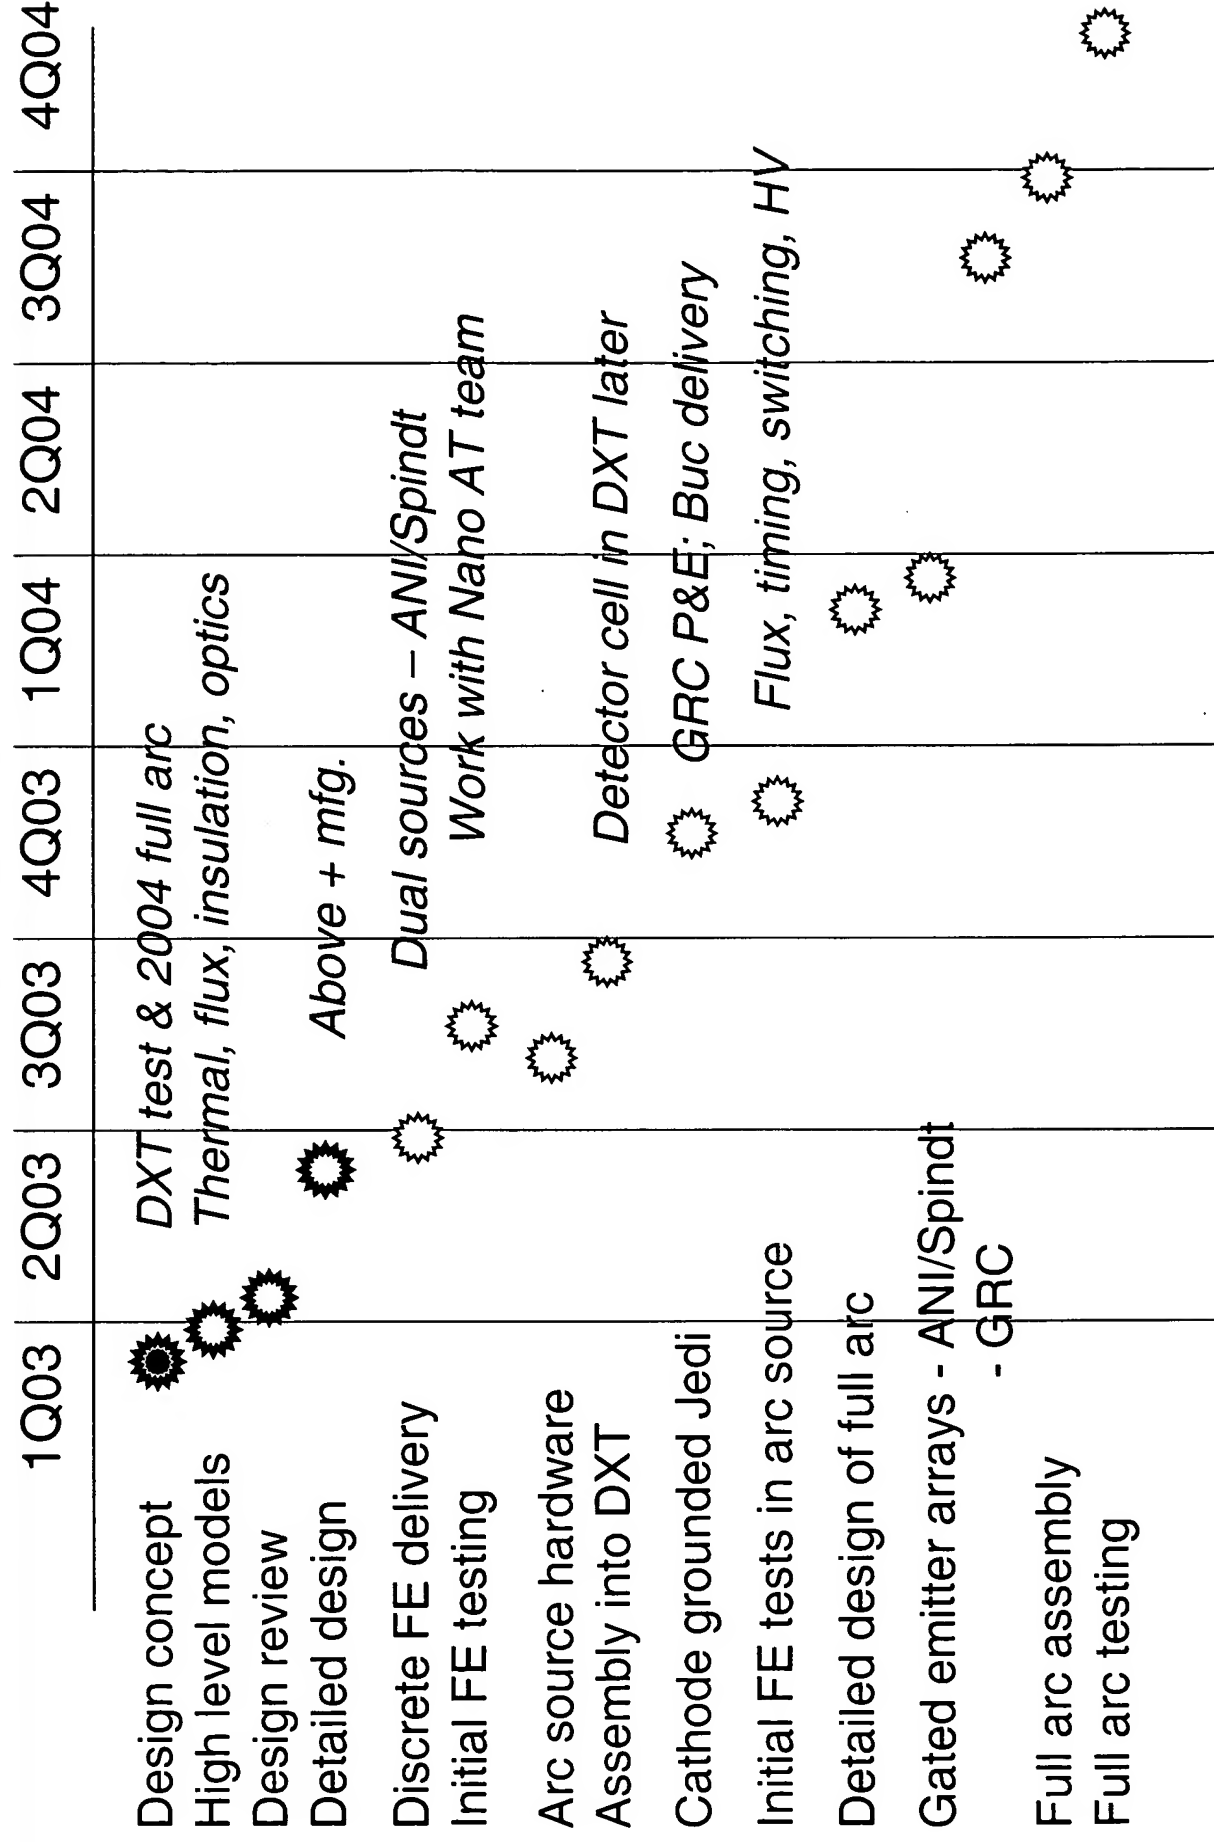 1Q03 2Q03 3Q03 4Q03 1Q04 2Q04 3Q04 4Q04
Design concept DXT test & 2004 full arc
High level models Thermal, flux, insulation, optics
Design review
Detailed design Above + mfg.
Discrete FE delivery Dual sources – ANI/Spindt
Initial FE testing Work with Nano AT team
Arc source hardware
Assembly into DXT Detector cell in DXT later
Cathode grounded Jedi GRC P&E; Buc delivery
Initial FE tests in arc source Flux, timing, switching, HV
Detailed design of full arc
Gated emitter arrays - ANI/Spindt
- GRC
Full arc assembly
Full arc testing